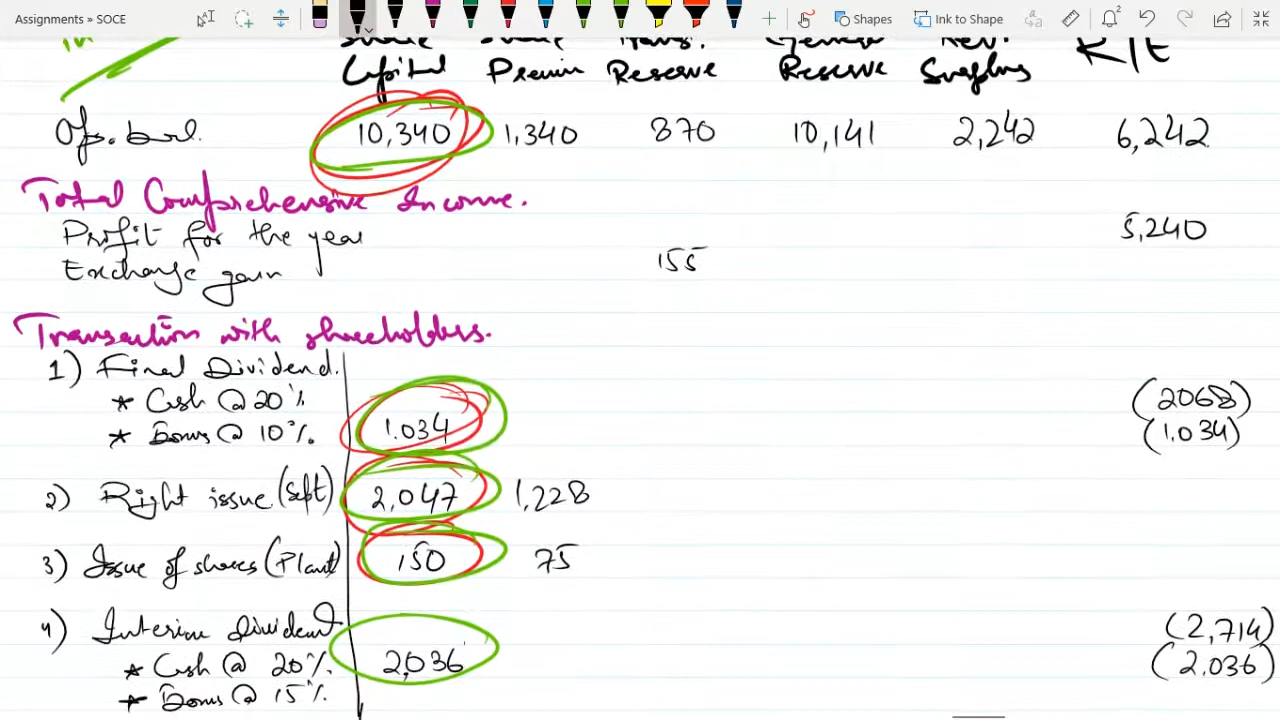 Assignments » SOCE
Shapes Ink to Shape
Capital Premium Reserve Reserve Surplus R/E
Op. bal. 10,340 1,340 870 10,141 2,242 6,242
Total Comprehensive Income.
Profit for the year 5,240
Exchange gain 155
Transaction with shareholders.
1) Final Dividend.
* Cash @ 20% (2068)
* Bonus @ 10%. 1.034 (1.034)
2) Right issue (Sept) 2,047 1,228
3) Issue of shares (Plant) 150 75
4) Interim dividend (2,714)
* Cash @ 20%. 2,036 (2.036)
* Bonus @ 15%.